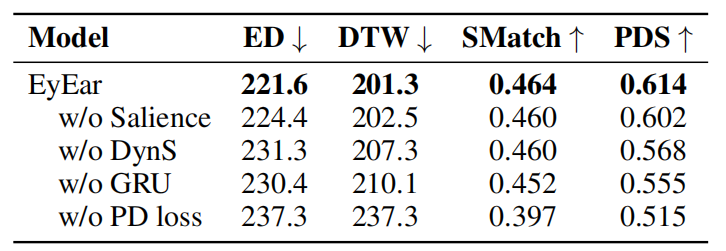 Model ED ↓ DTW ↓ SMatch ↑ PDS ↑
EyEar 221.6 201.3 0.464 0.614
w/o Salience 224.4 202.5 0.460 0.602
w/o DynS 231.3 207.3 0.460 0.568
w/o GRU 230.4 210.1 0.452 0.555
w/o PD loss 237.3 237.3 0.397 0.515